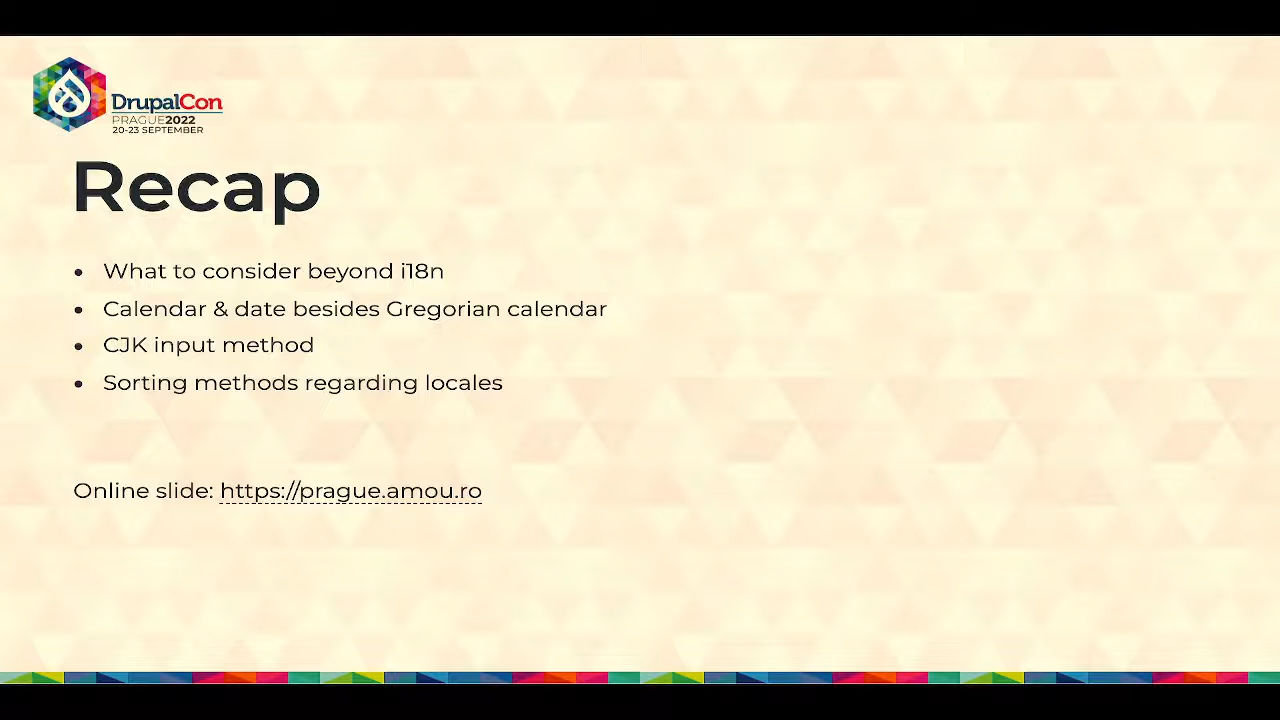 DrupalCon
PRAGUE2022
20-23 SEPTEMBER
Recap
• What to consider beyond i18n
• Calendar & date besides Gregorian calendar
• CJK input method
• Sorting methods regarding locales
Online slide: https://prague.amou.ro